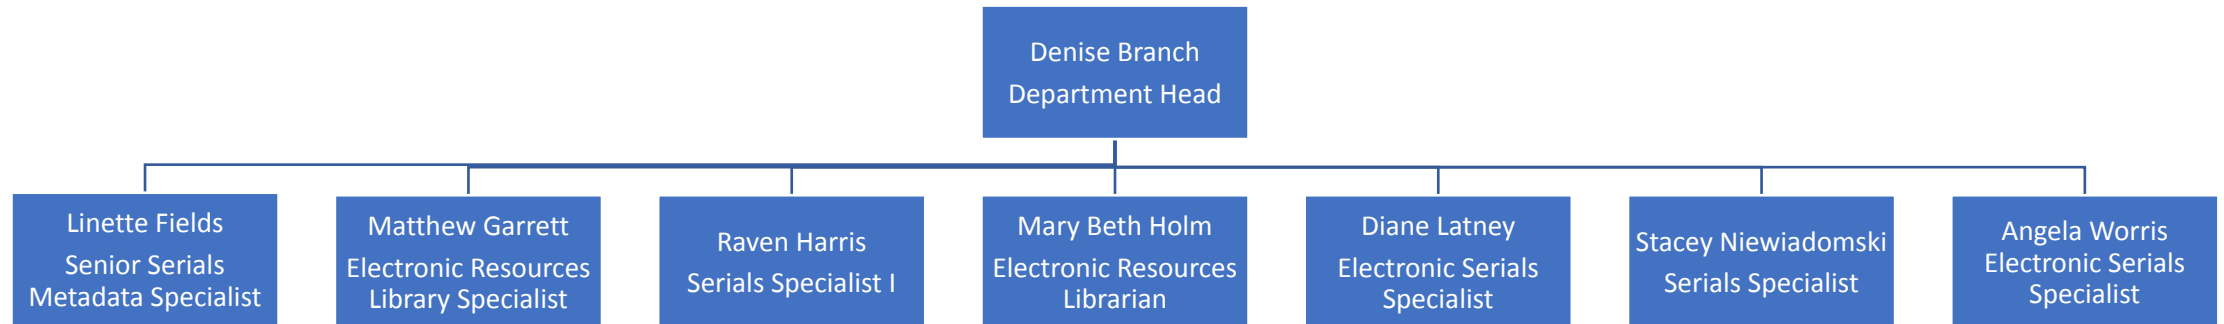 Denise Branch
Department Head
Linette Fields
Senior Serials
Metadata Specialist
Matthew Garrett
Electronic Resources
Library Specialist
Raven Harris
Serials Specialist I
Mary Beth Holm
Electronic Resources
Librarian
Diane Latney
Electronic Serials
Specialist
Stacey Niewiadomski
Serials Specialist
Angela Worris
Electronic Serials
Specialist